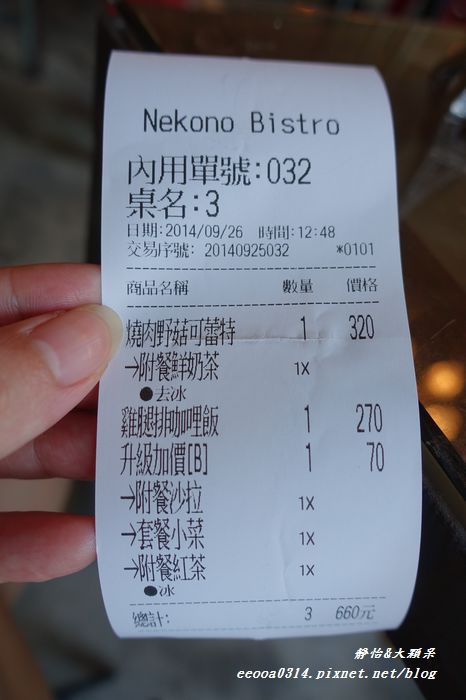 Nekono Bistro
內用單號:032
桌名:3
日期:2014/09/26 時間:12:48
交易序號: 20140925032 *0101
商品名稱 數量 價格
燒肉野菇可蕾特 1 320
→附餐鮮奶茶 1X
●去冰
雞腿排咖哩飯 1 270
升級加價[B] 1 70
→附餐沙拉 1X
→套餐小菜 1X
→附餐紅茶 1X
●冰
總計: 3 660元
靜怡&大顆呆
eeooa0314.pixnet.net/blog